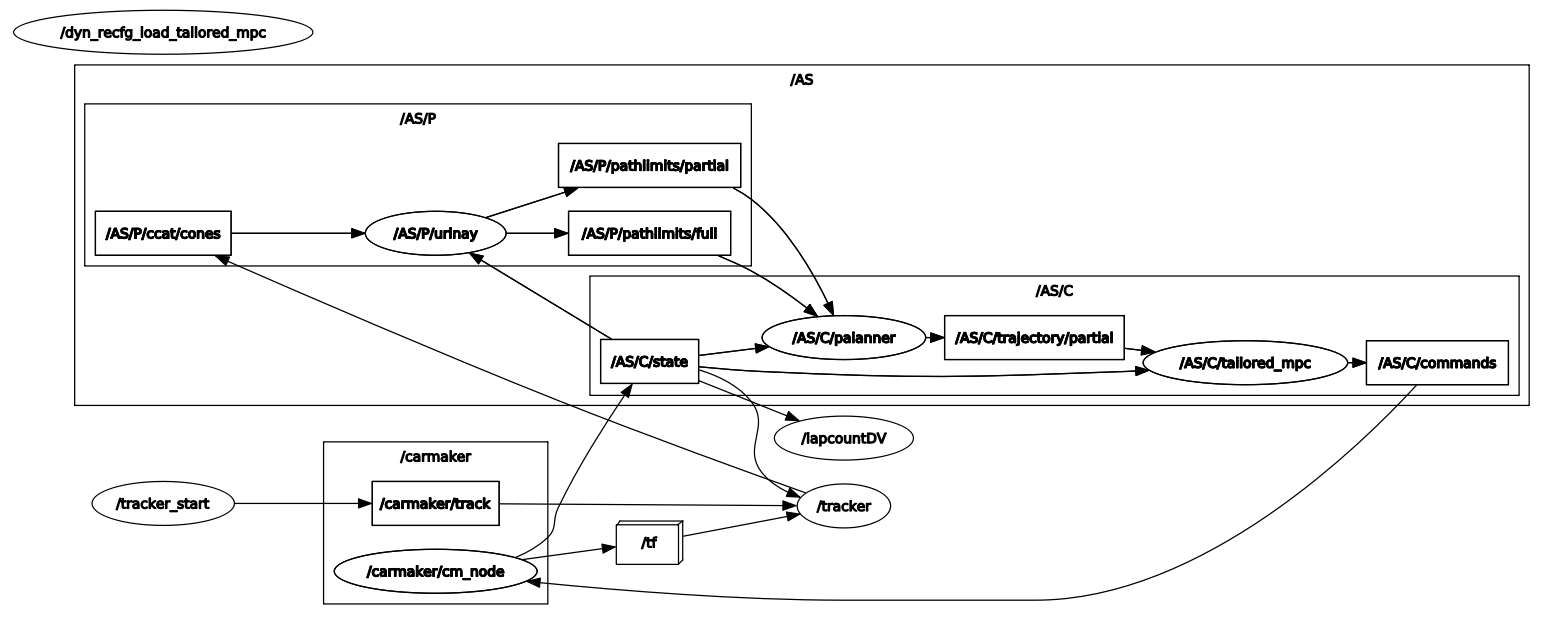 /dyn_recfg_load_tailored_mpc
/AS
/AS/P
/AS/P/pathlimits/partial
/AS/P/ccat/cones
/AS/P/urinay
/AS/P/pathlimits/full
/AS/C
/AS/C/state
/AS/C/palanner
/AS/C/trajectory/partial
/AS/C/tailored_mpc
/AS/C/commands
/lapcountDV
/carmaker
/tracker_start
/carmaker/track
/tracker
/tf
/carmaker/cm_node